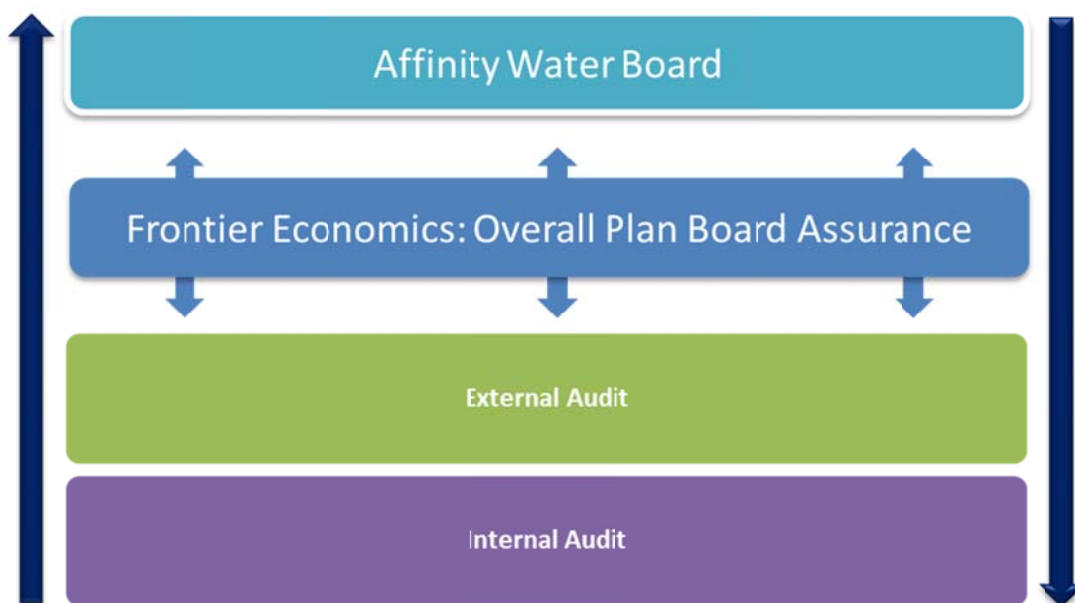 Affinity Water Board
Frontier Economics: Overall Plan Board Assurance
External Audit
Internal Audit